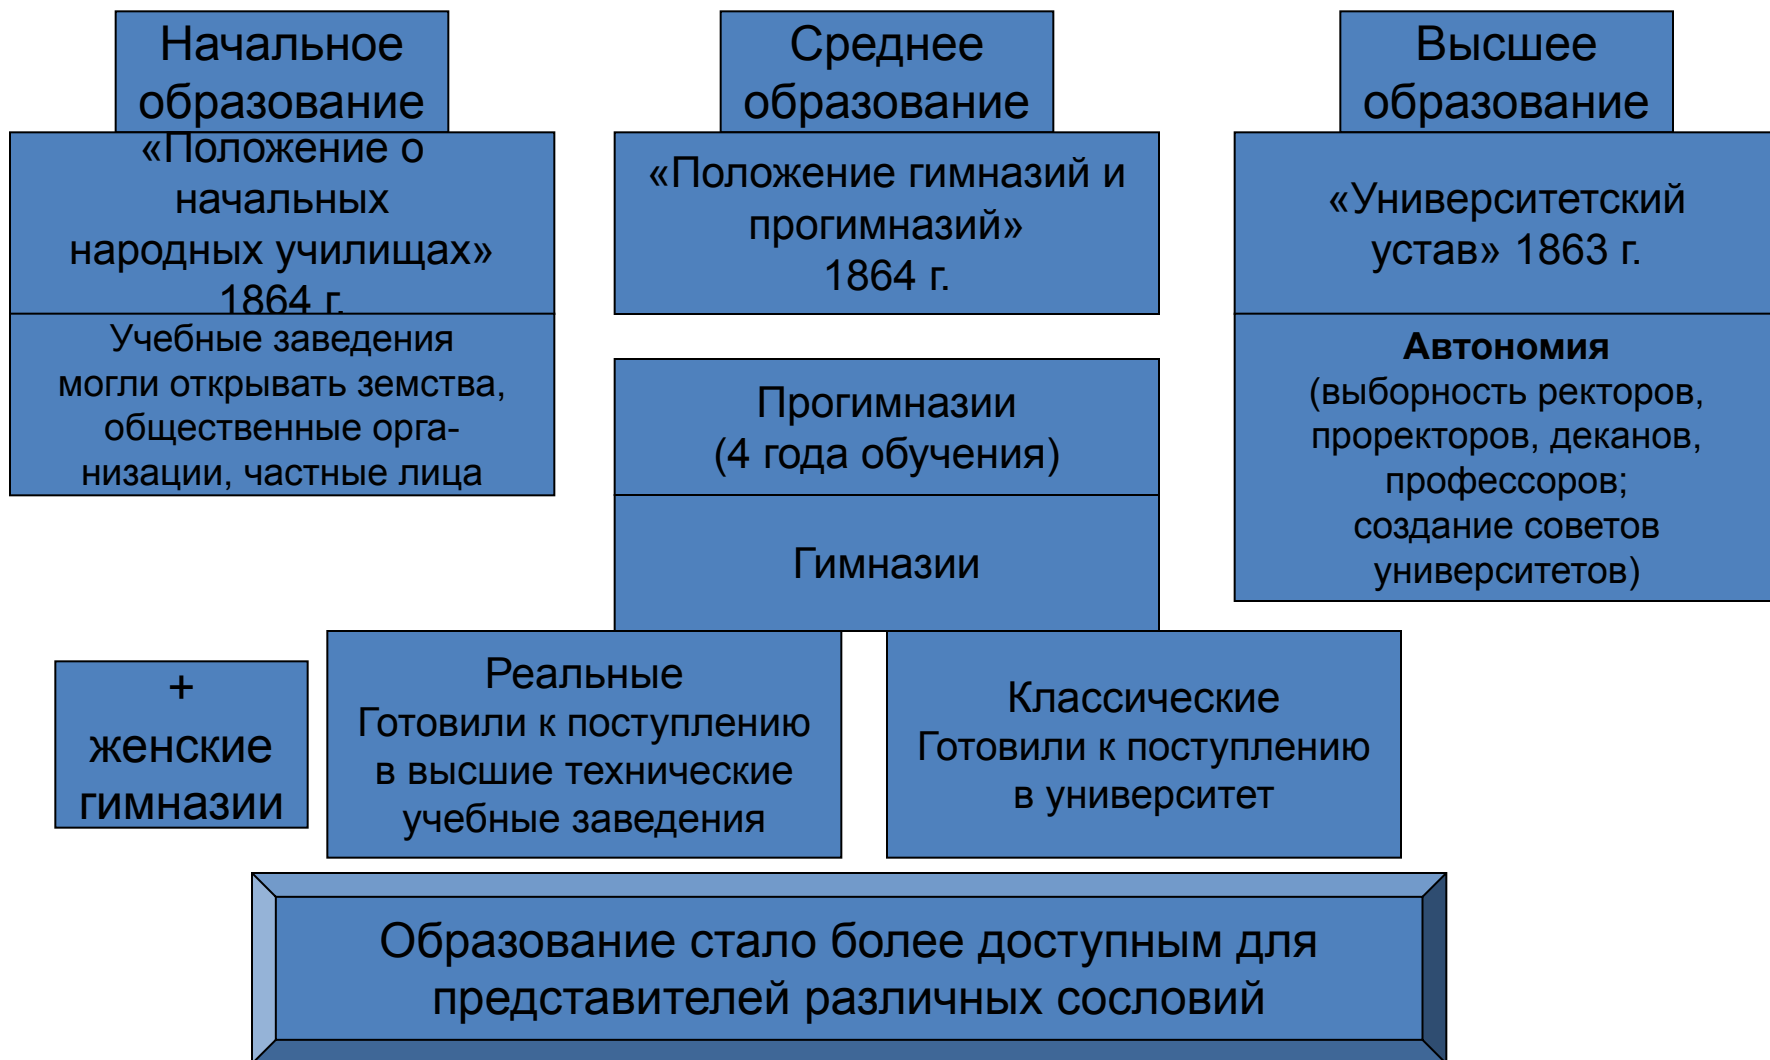 Начальное
образование
«Положение о
начальных
народных училищах»
1864 г.
Учебные заведения
могли открывать земства,
общественные орга-
низации, частные лица
Среднее
образование
«Положение гимназий и
прогимназий»
1864 г.
Прогимназии
(4 года обучения)
Гимназии
Высшее
образование
«Университетский
устав» 1863 г.
Автономия
(выборность ректоров,
проректоров, деканов,
профессоров;
создание советов
университетов)
+
женские
гимназии
Реальные
Готовили к поступлению
в высшие технические
учебные заведения
Классические
Готовили к поступлению
в университет
Образование стало более доступным для
представителей различных сословий